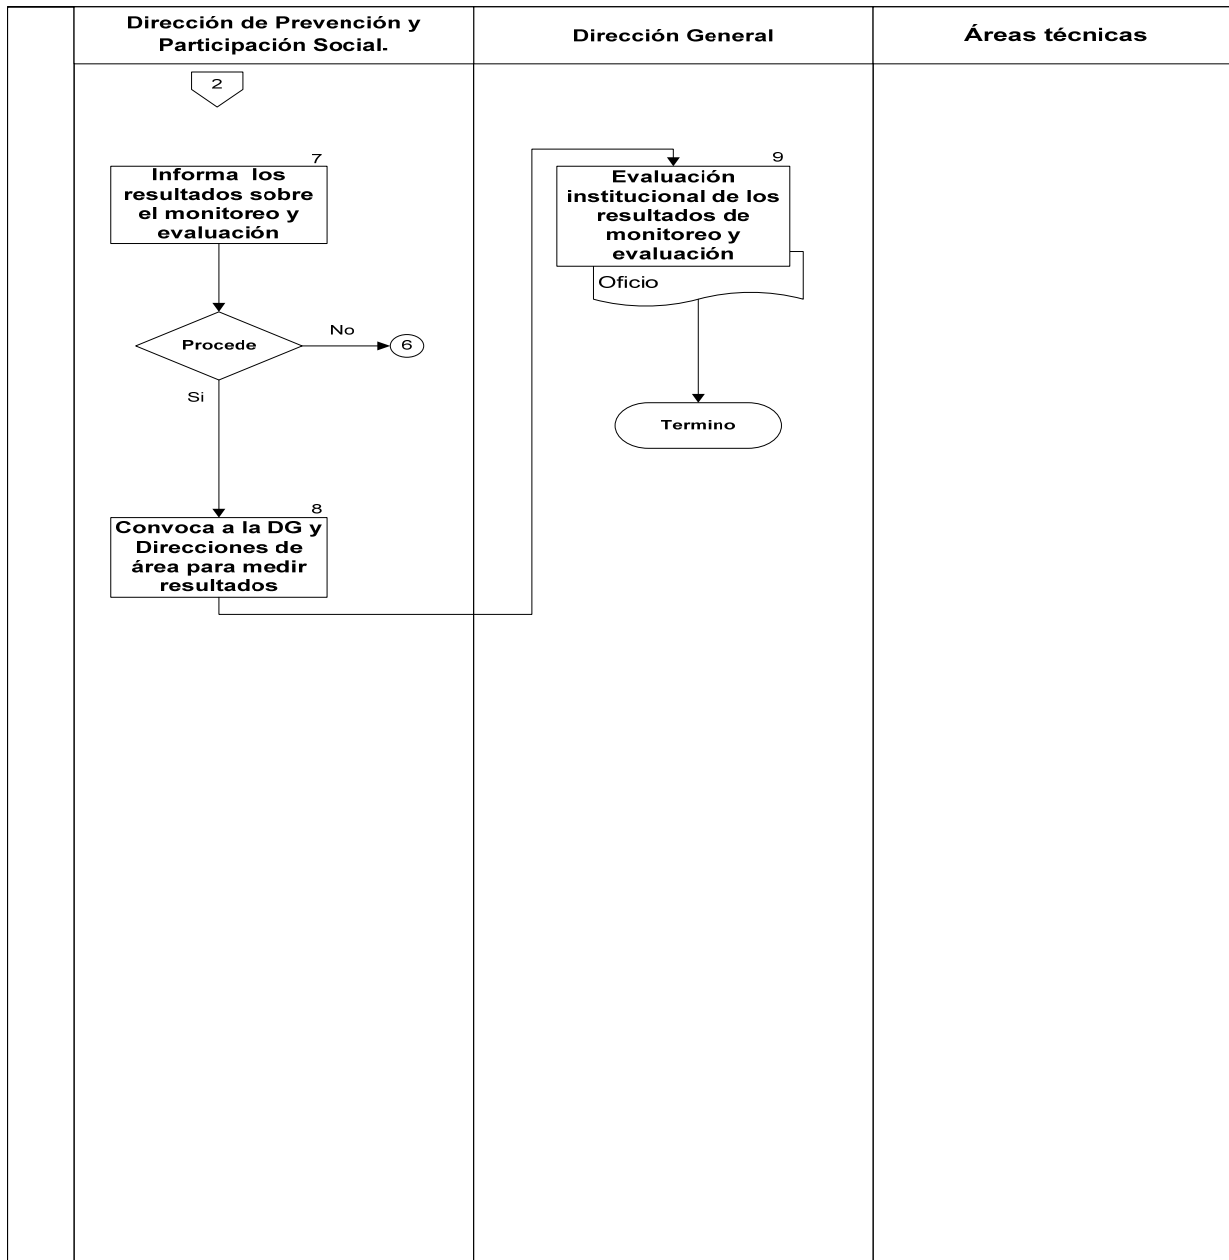 Dirección de Prevención y
Participación Social.
Dirección General
Áreas técnicas
2
7
Informa los
resultados sobre
el monitoreo y
evaluación
Procede
No
6
Si
8
Convoca a la DG y
Direcciones de
área para medir
resultados
9
Evaluación
institucional de los
resultados de
monitoreo y
evaluación
Oficio
Termino